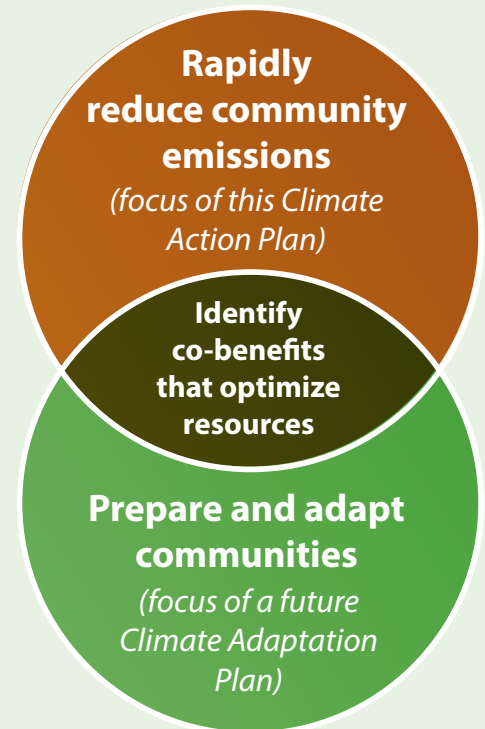 Rapidly
reduce community
emissions
(focus of this Climate
Action Plan)
Identify
co-benefits
that optimize
resources
Prepare and adapt
communities
(focus of a future
Climate Adaptation
Plan)